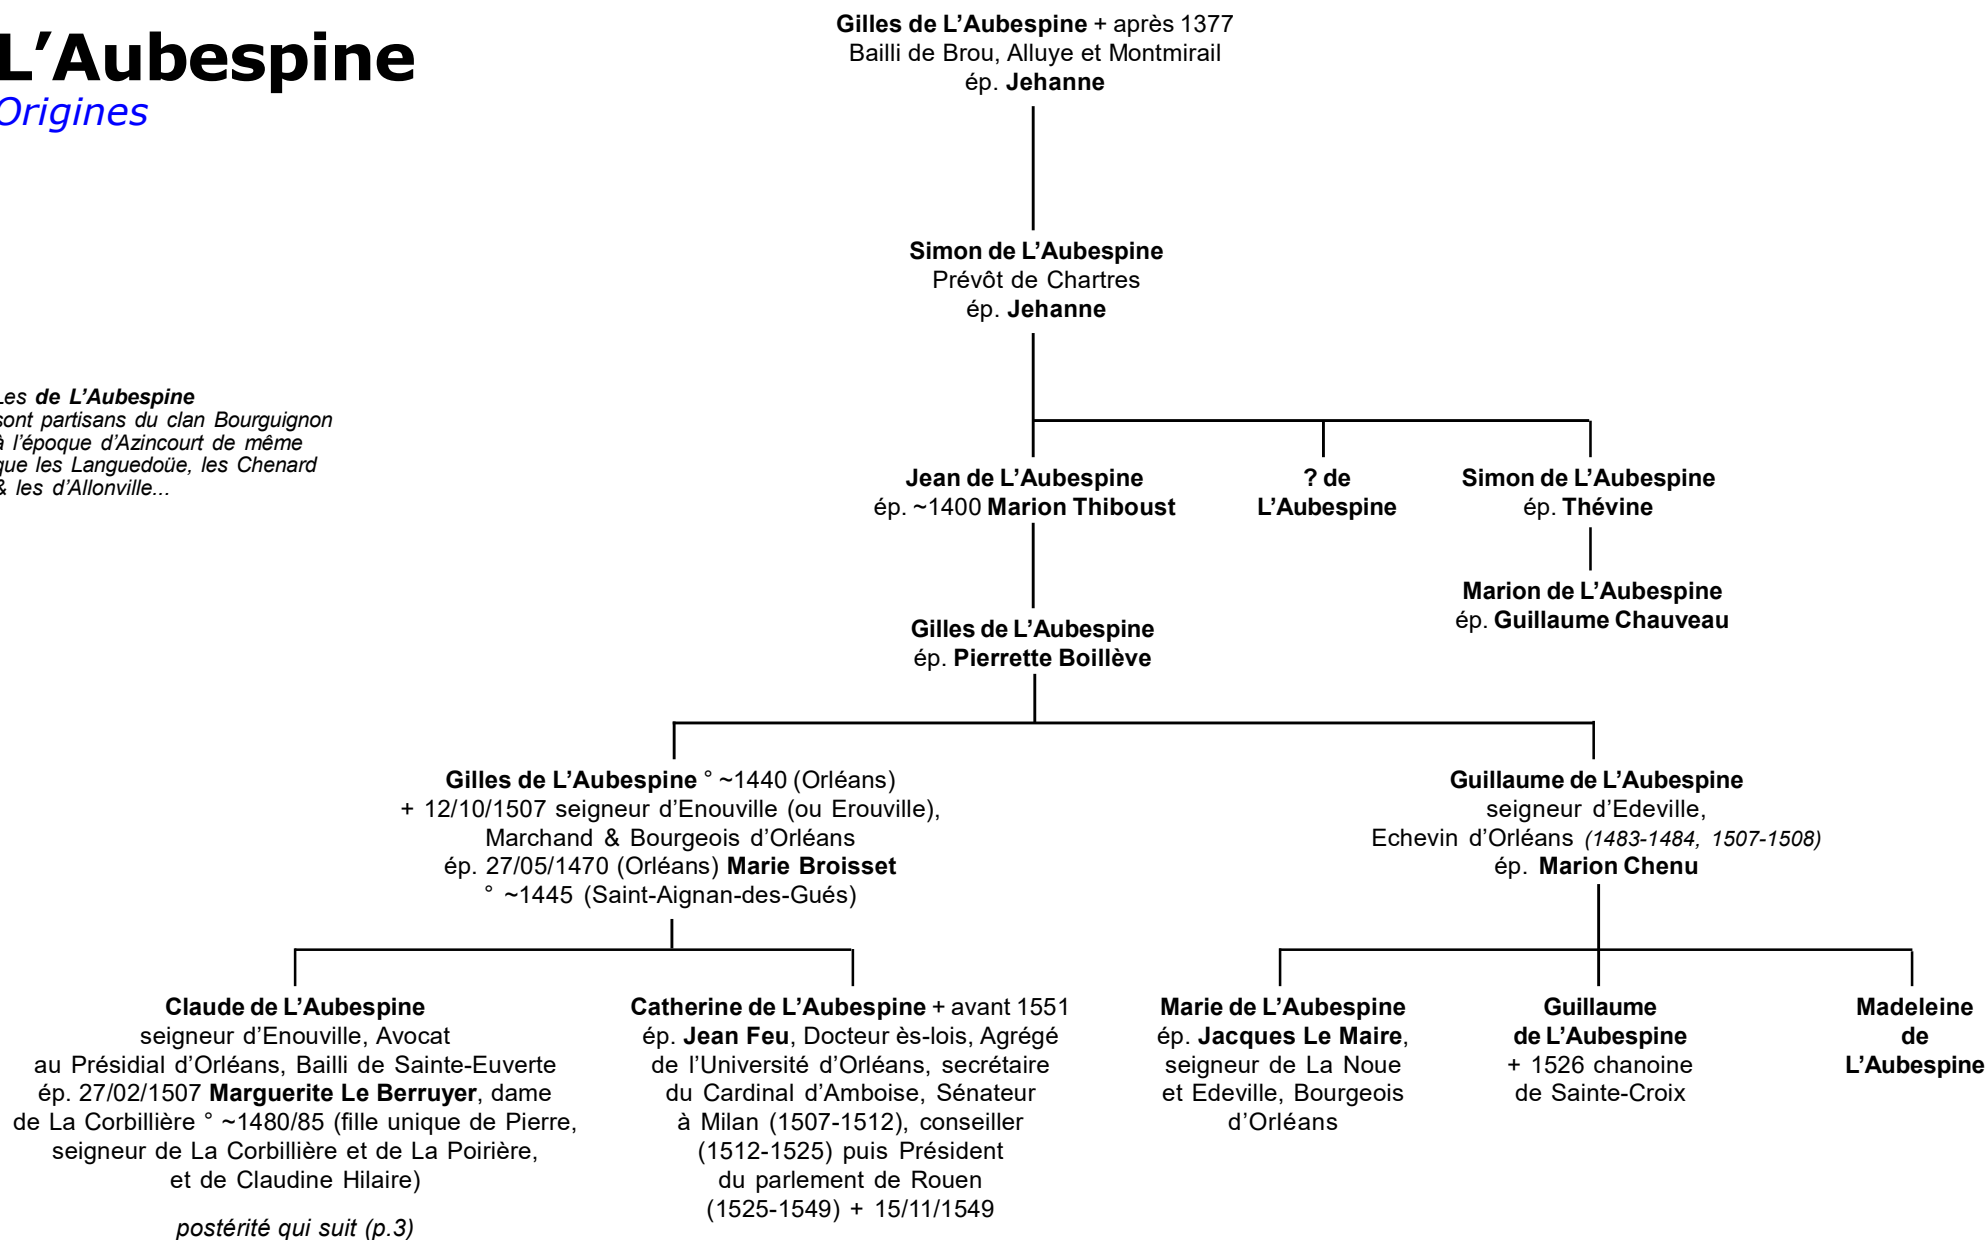 L’Aubespine
Origines
Gilles de L’Aubespine + après 1377
Bailli de Brou, Alluye et Montmirail
ép. Jehanne
Simon de L’Aubespine
Prévôt de Chartres
ép. Jehanne
Les de L’Aubespine
sont partisans du clan Bourguignon
à l’époque d’Azincourt de même
que les Languedoüe, les Chenard
& les d’Allonville...
Jean de L’Aubespine
ép. ~1400 Marion Thiboust
? de
L’Aubespine
Simon de L’Aubespine
ép. Thévine
Marion de L’Aubespine
ép. Guillaume Chauveau
Gilles de L’Aubespine
ép. Pierrette Boillève
Gilles de L’Aubespine ° ~1440 (Orléans)
+ 12/10/1507 seigneur d’Enouville (ou Erouville),
Marchand & Bourgeois d’Orléans
ép. 27/05/1470 (Orléans) Marie Broisset
° ~1445 (Saint-Aignan-des-Gués)
Guillaume de L’Aubespine
seigneur d’Edeville,
Echevin d’Orléans (1483-1484, 1507-1508)
ép. Marion Chenu
Claude de L’Aubespine
seigneur d’Enouville, Avocat
au Présidial d’Orléans, Bailli de Sainte-Euverte
ép. 27/02/1507 Marguerite Le Berruyer, dame
de La Corbillière ° ~1480/85 (fille unique de Pierre,
seigneur de La Corbillière et de La Poirière,
et de Claudine Hilaire)
postérité qui suit (p.3)
Catherine de L’Aubespine + avant 1551
ép. Jean Feu, Docteur ès-lois, Agrégé
de l’Université d’Orléans, secrétaire
du Cardinal d’Amboise, Sénateur
à Milan (1507-1512), conseiller
(1512-1525) puis Président
du parlement de Rouen
(1525-1549) + 15/11/1549
Marie de L’Aubespine
ép. Jacques Le Maire,
seigneur de La Noue
et Edeville, Bourgeois
d’Orléans
Guillaume
de L’Aubespine
+ 1526 chanoine
de Sainte-Croix
Madeleine
de
L’Aubespine